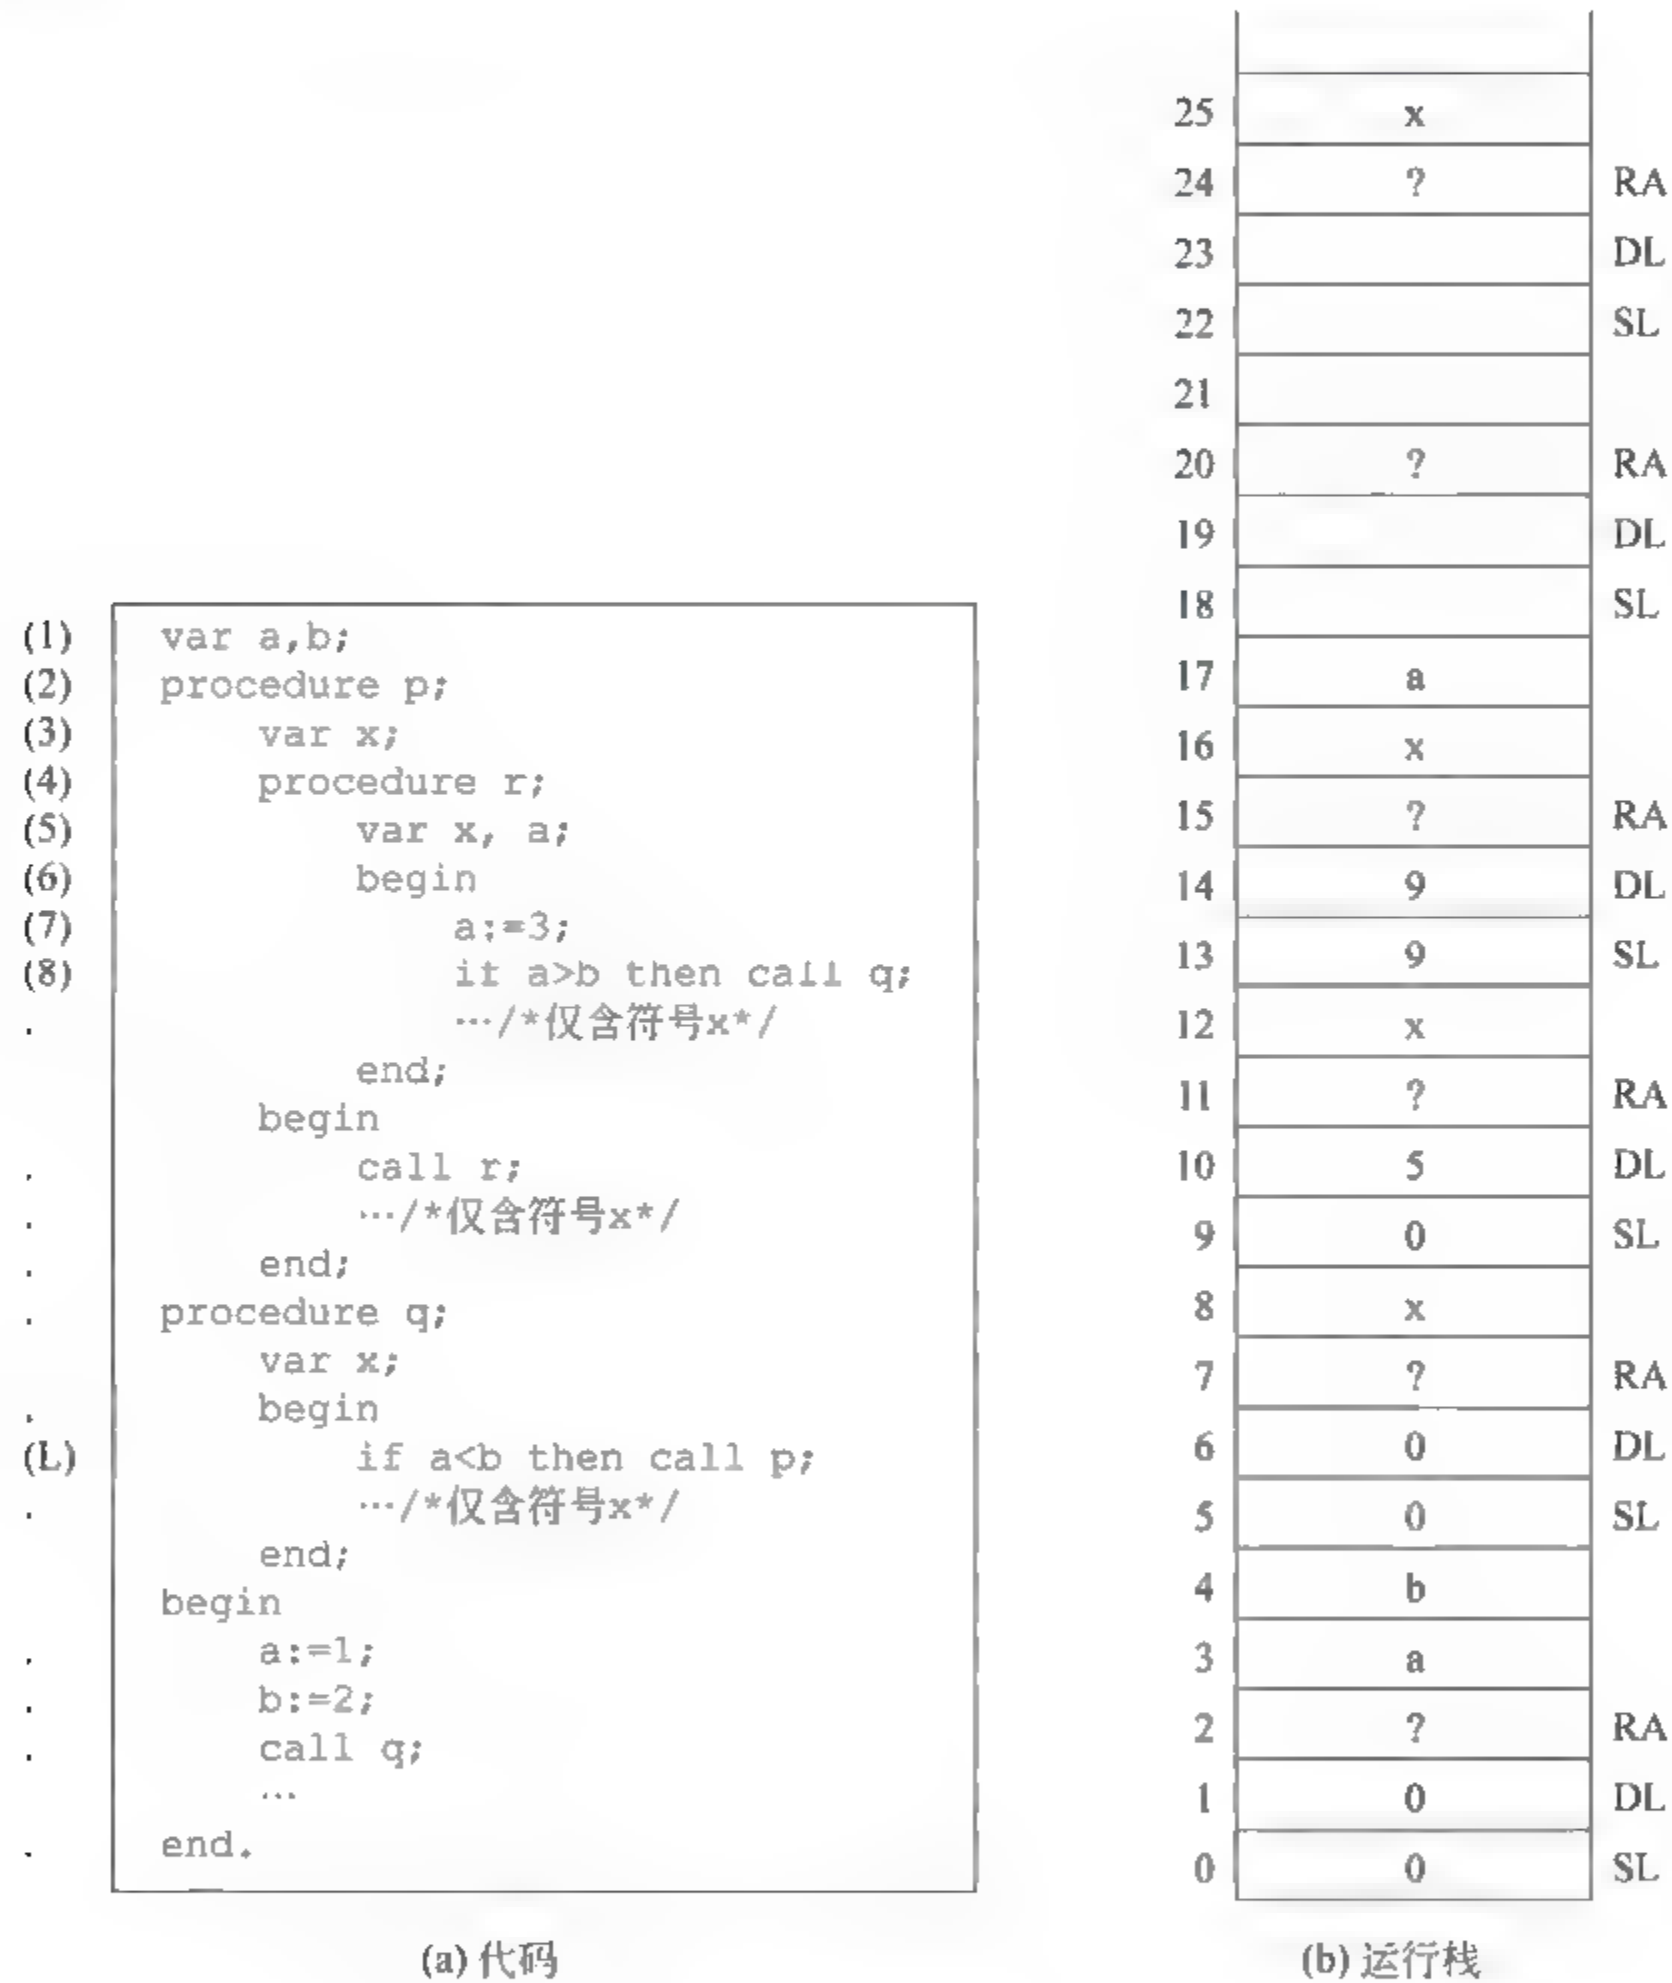 (1) var a,b;
(2) procedure p;
(3) var x;
(4) procedure r;
(5) var x, a;
(6) begin
(7) a:=3;
(8) if a>b then call q;
. …/*仅含符号x*/
end;
begin
. call r;
. …/*仅含符号x*/
. end;
. procedure q;
var x;
. begin
(L) if a<b then call p;
. …/*仅含符号x*/
end;
begin
. a:=1;
. b:=2;
. call q;
…
. end.
(a) 代码
25 x
24 ? RA
23 DL
22 SL
21
20 ? RA
19 DL
18 SL
17 a
16 x
15 ? RA
14 9 DL
13 9 SL
12 x
11 ? RA
10 5 DL
9 0 SL
8 x
7 ? RA
6 0 DL
5 0 SL
4 b
3 a
2 ? RA
1 0 DL
0 0 SL
(b) 运行栈